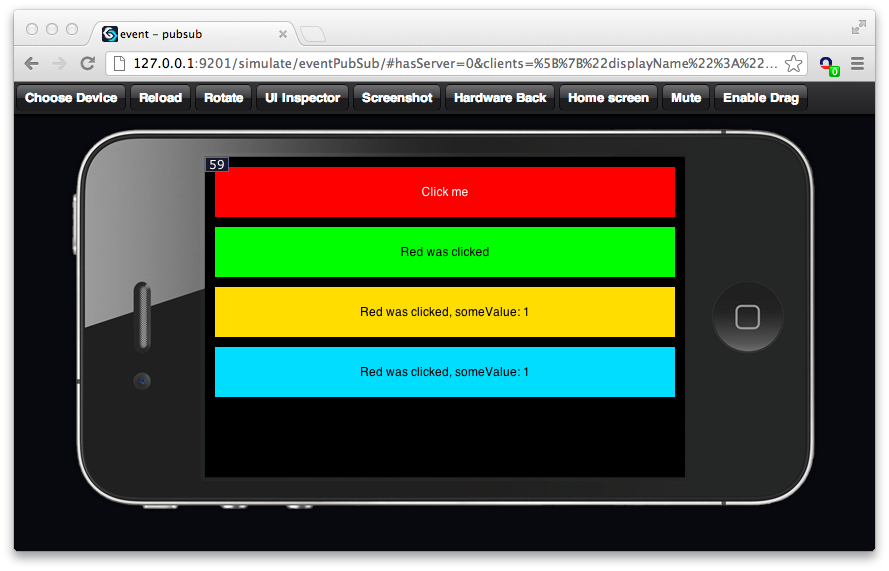 event – pubsub
127.0.0.1:9201/simulate/eventPubSub/#hasServer=0&clients=%5B%7B%22displayName%22%3A%22...
0
Choose Device Reload Rotate UI Inspector Screenshot Hardware Back Home screen Mute Enable Drag
59
Click me
Red was clicked
Red was clicked, someValue: 1
Red was clicked, someValue: 1